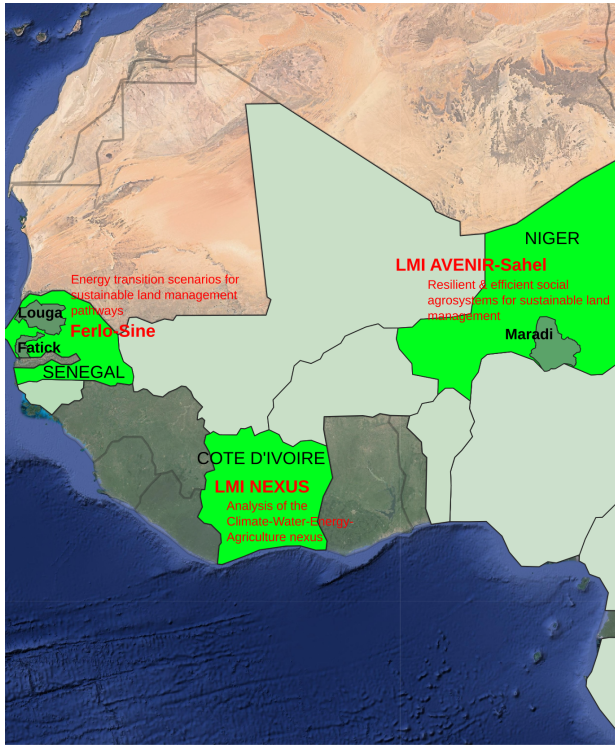 NIGER
LMI AVENIR-Sahel
Resilient & efficient social
agrosystems for sustainable land
management
Maradi
Energy transition scenarios for
sustainable land management
pathways
Ferlo-Sine
Louga
Fatick
SENEGAL
COTE D'IVOIRE
LMI NEXUS
Analysis of the
Climate-Water-Energy-
Agriculture nexus